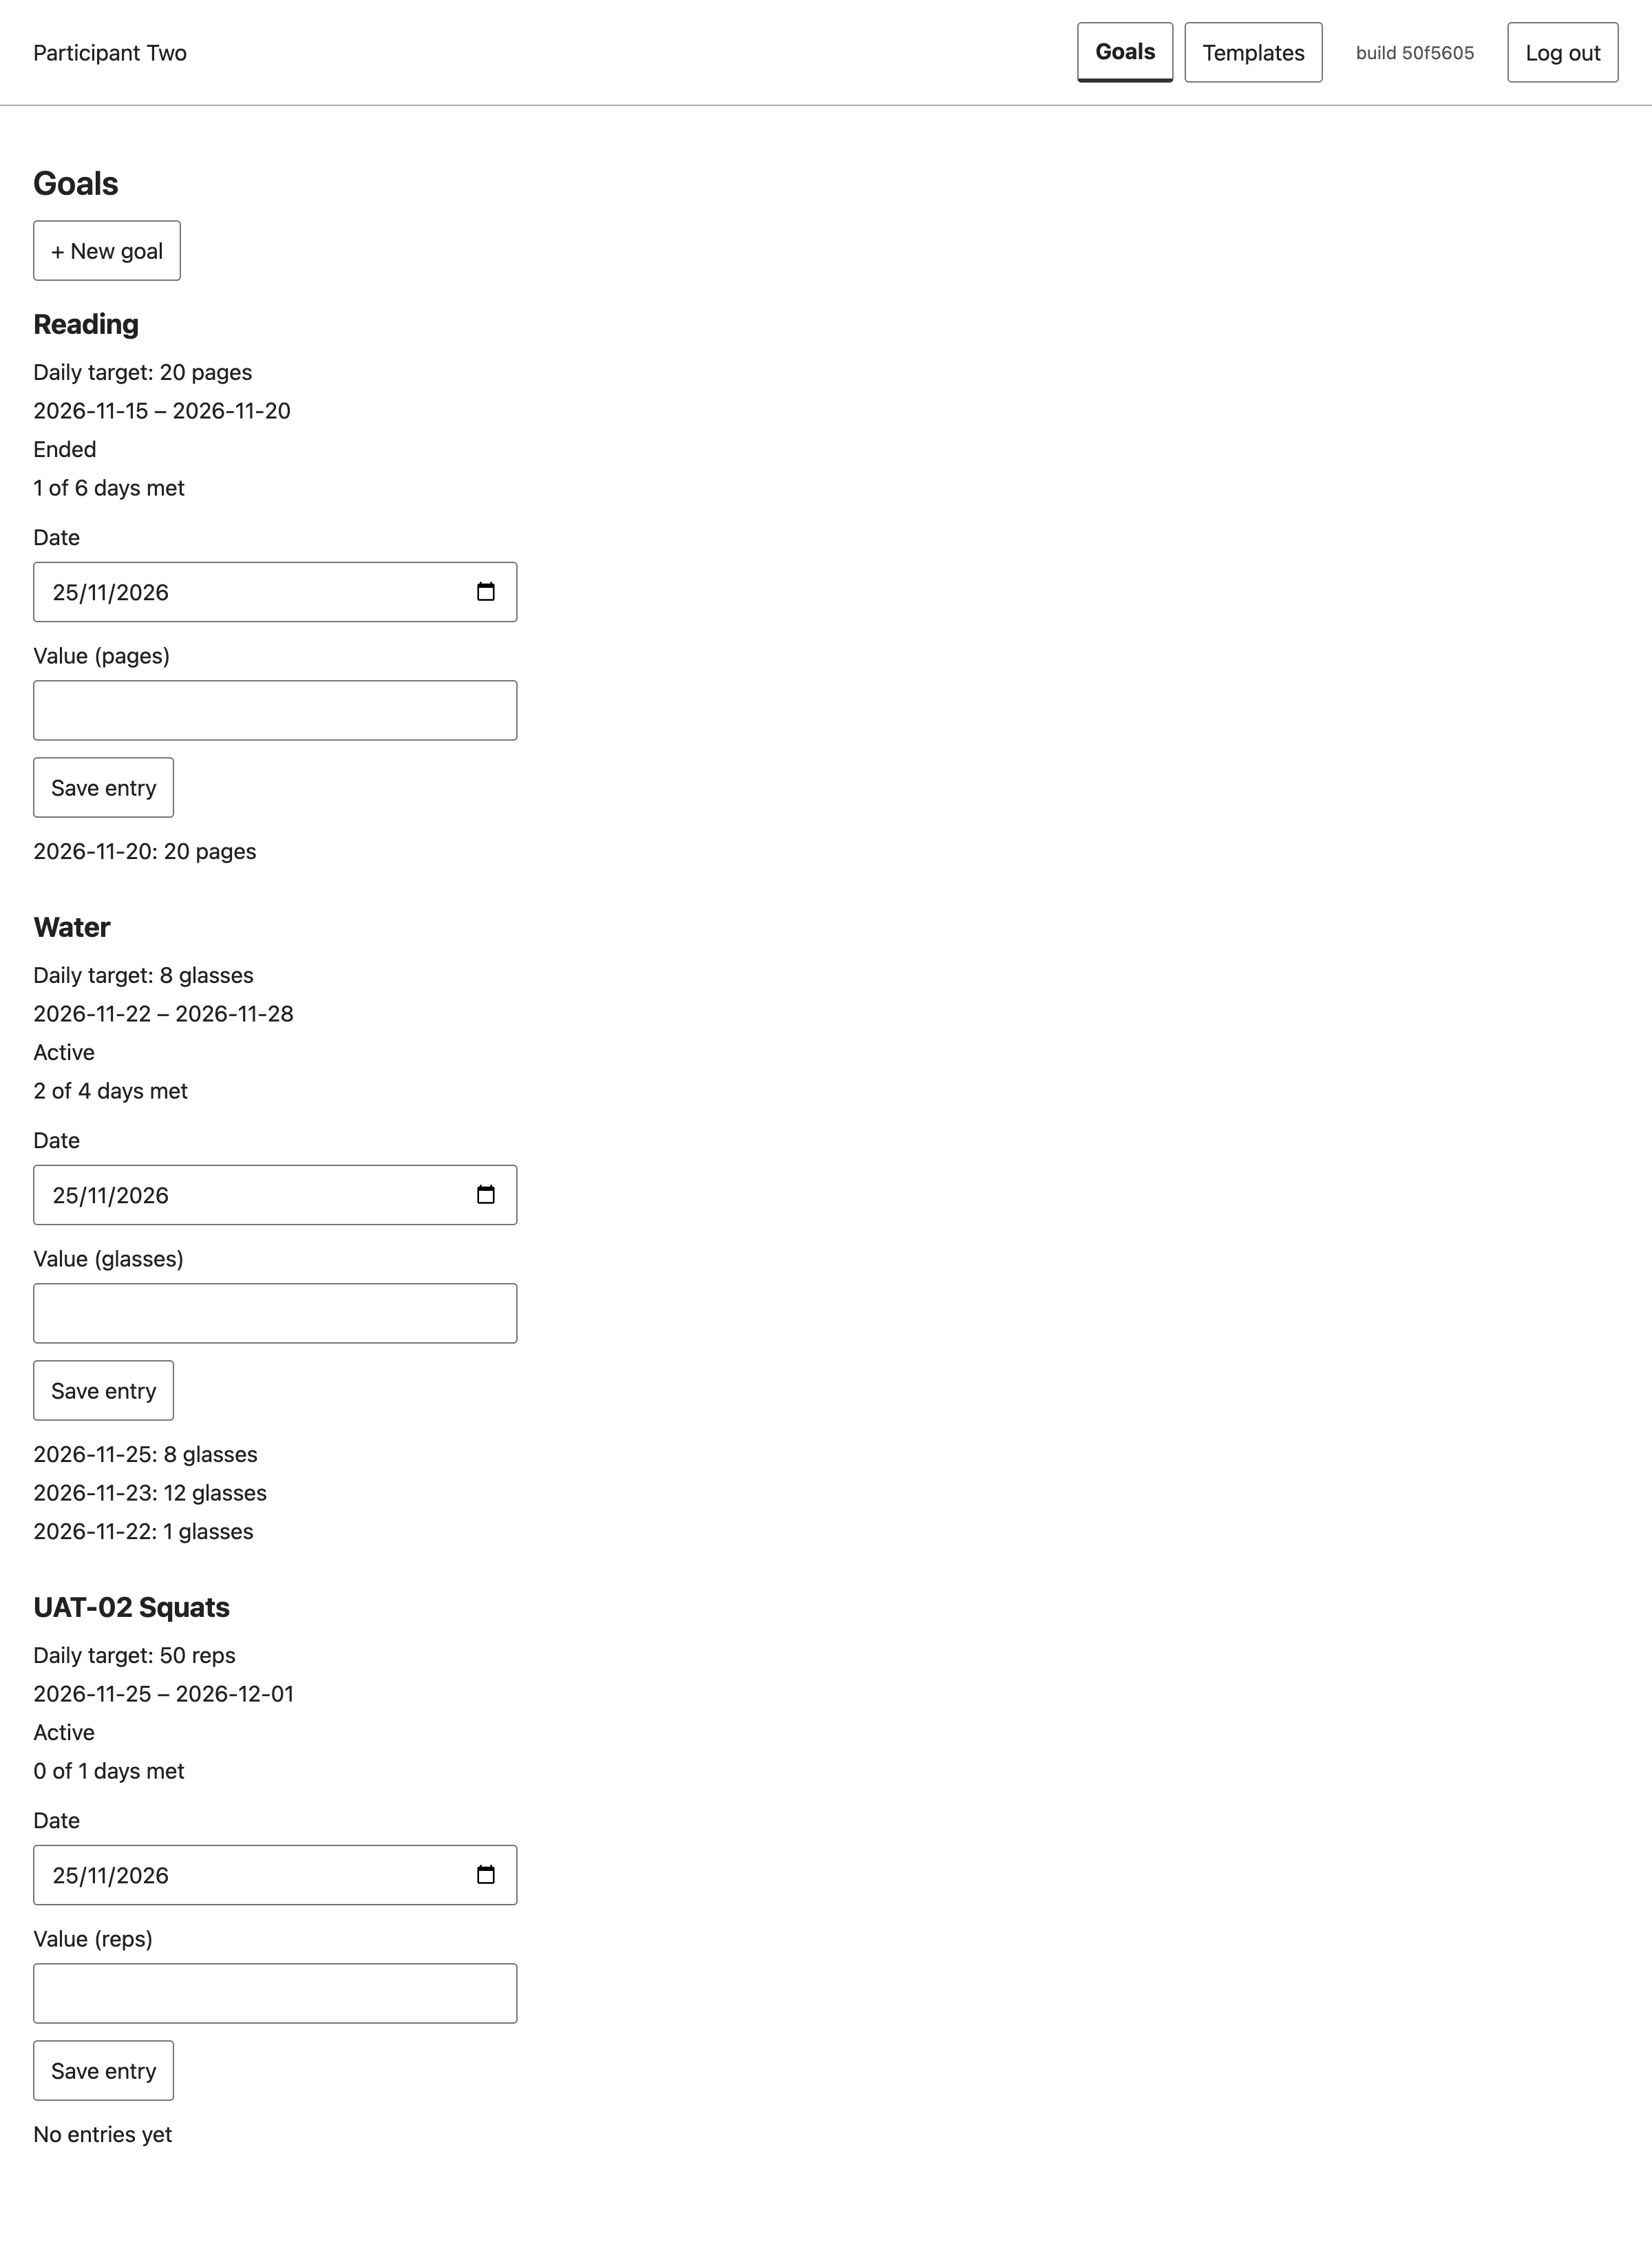 Participant Two
Goals
Templates
build 50f5605
Log out
Goals
+ New goal
Reading
Daily target: 20 pages
2026-11-15 – 2026-11-20
Ended
1 of 6 days met
Date
25/11/2026
Value (pages)
Save entry
2026-11-20: 20 pages
Water
Daily target: 8 glasses
2026-11-22 – 2026-11-28
Active
2 of 4 days met
Date
25/11/2026
Value (glasses)
Save entry
2026-11-25: 8 glasses
2026-11-23: 12 glasses
2026-11-22: 1 glasses
UAT-02 Squats
Daily target: 50 reps
2026-11-25 – 2026-12-01
Active
0 of 1 days met
Date
25/11/2026
Value (reps)
Save entry
No entries yet